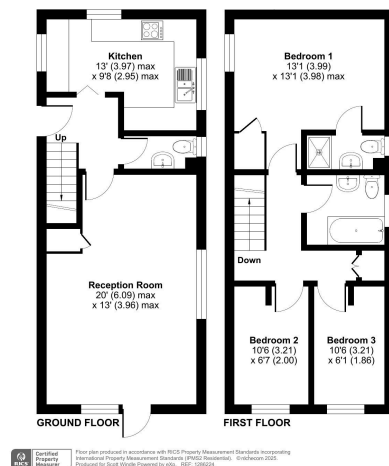 Kitchen
13' (3.97) max
x 9'8 (2.95) max
Up
Reception Room
20' (6.09) max
x 13' (3.96) max
GROUND FLOOR
Bedroom 1
13'1 (3.99)
x 13'1 (3.98) max
Down
Bedroom 2
10'6 (3.21)
x 6'7 (2.00)
Bedroom 3
10'6 (3.21)
x 6'1 (1.86)
FIRST FLOOR
RICS
Certified
Property
Measurer
Floor plan produced in accordance with RICS Property Measurement Standards incorporating
International Property Measurement Standards (IPMS2 Residential). ©nichecom 2025.
Produced for Scott Windle Powered by eXp. REF: 1286224